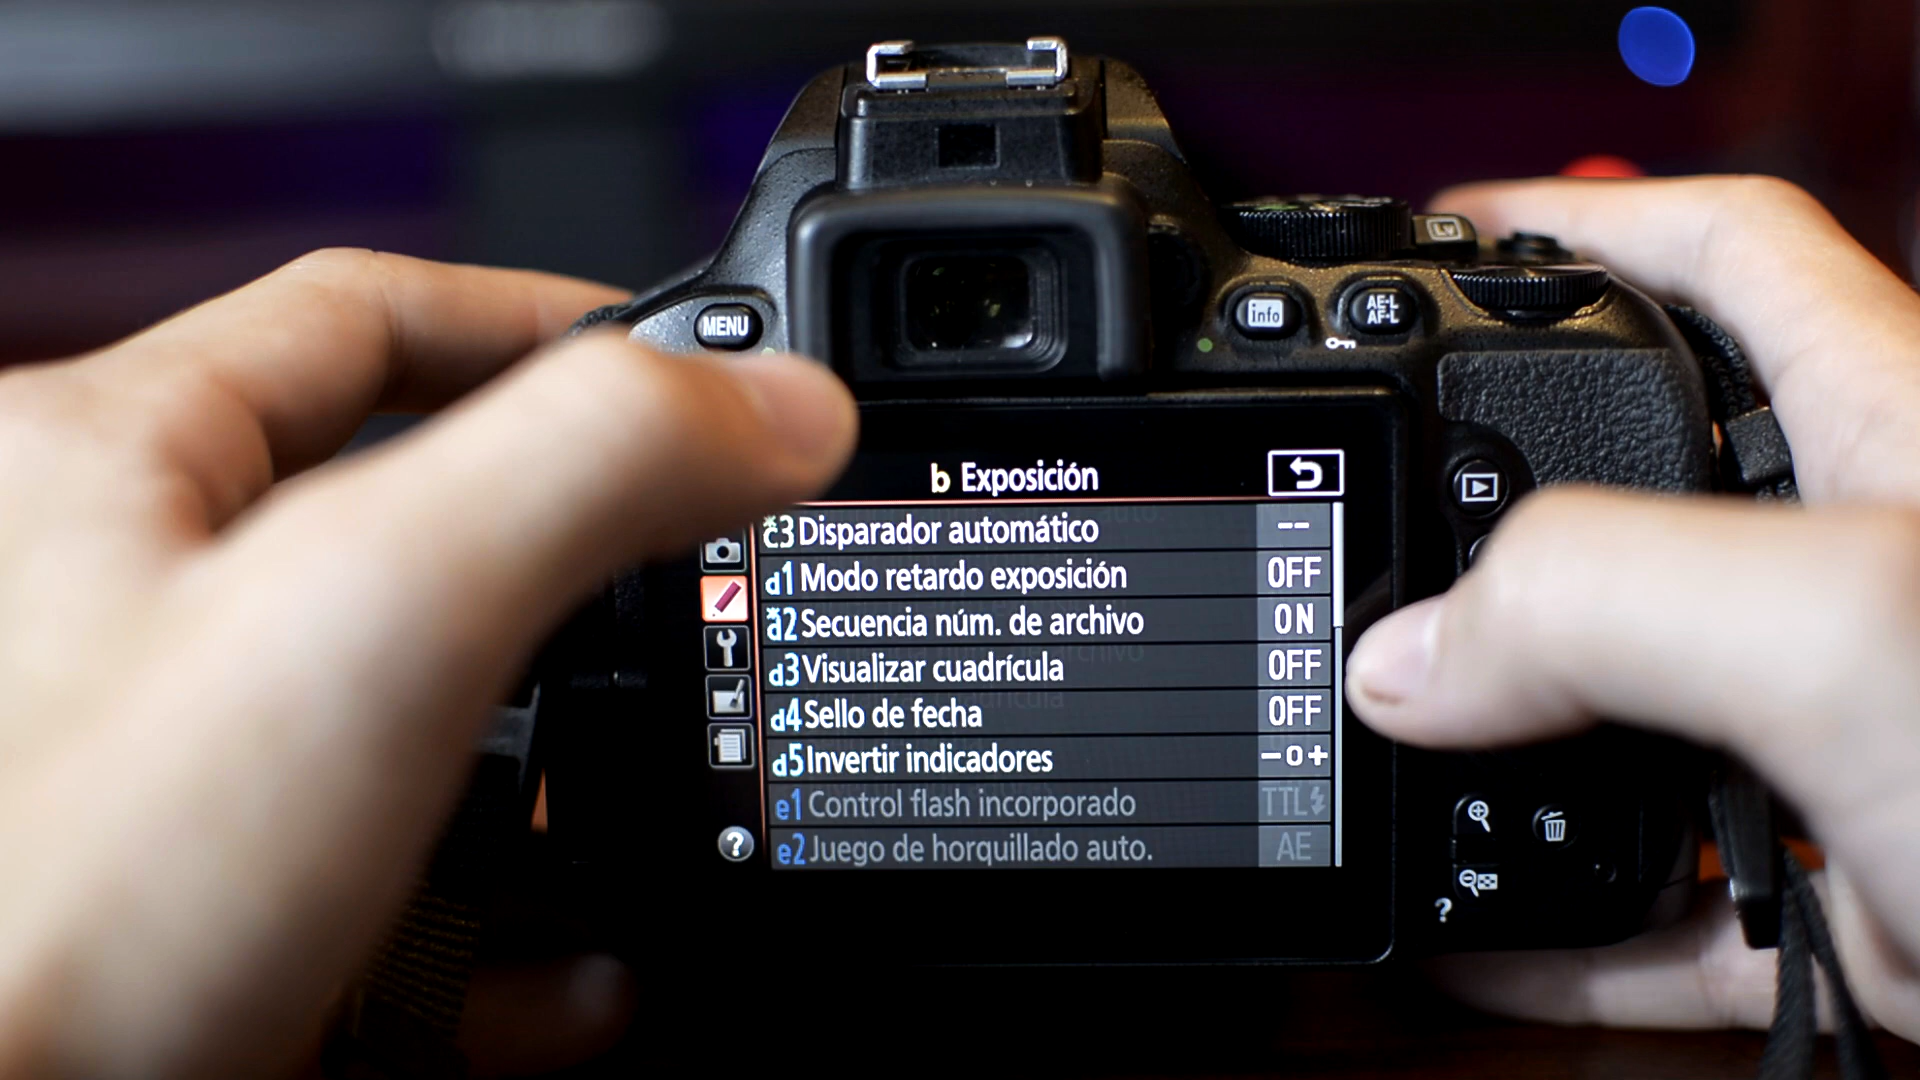 Lv
MENU
info
AE-L
AF-L
b Exposición
c3 Disparador automático --
d1 Modo retardo exposición OFF
d2 Secuencia núm. de archivo ON
d3 Visualizar cuadrícula OFF
d4 Sello de fecha OFF
d5 Invertir indicadores -0+
e1 Control flash incorporado TTL
e2 Juego de horquillado auto. AE
?
?